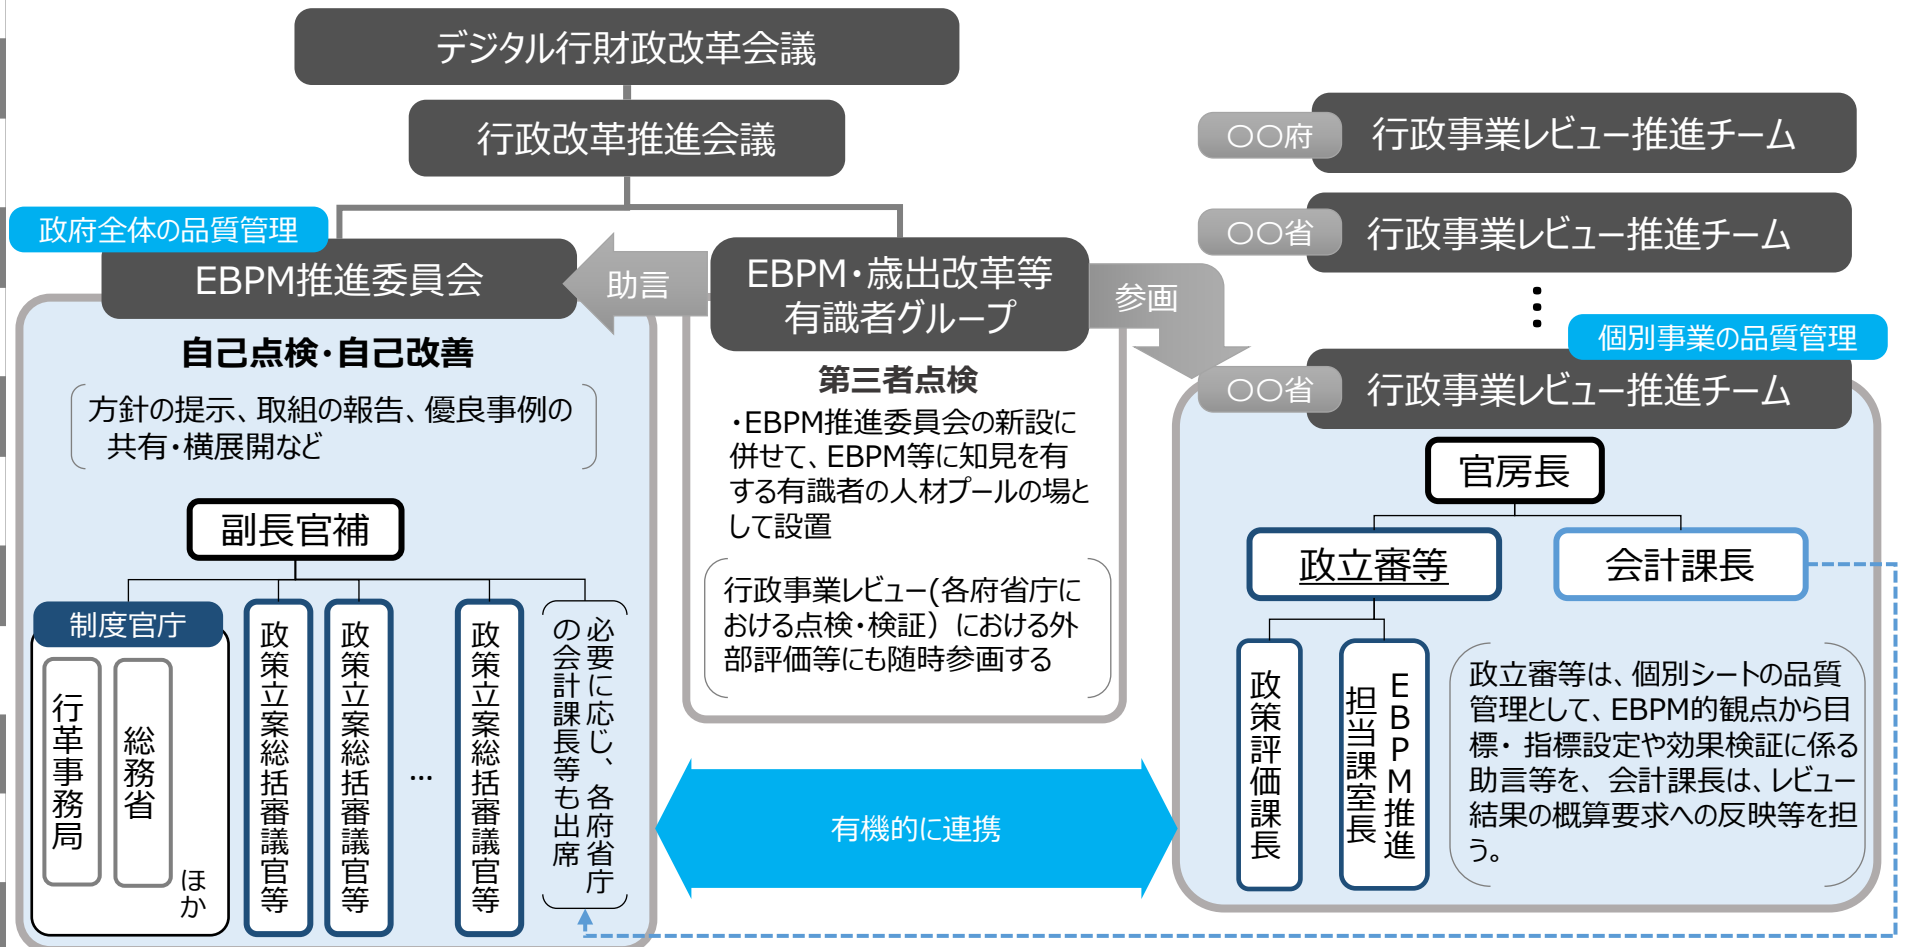 デジタル行財政改革会議
行政改革推進会議
政府全体の品質管理
EBPM推進委員会
助言
EBPM・歳出改革等
有識者グループ
参画
自己点検・自己改善
方針の提示、取組の報告、優良事例の
共有・横展開など
副長官補
制度官庁
行革事務局
総務省
ほか
政策立案総括審議官等
政策立案総括審議官等
…
政策立案総括審議官等
必要に応じ、各府省庁
の会計課長等も出席
第三者点検
・EBPM推進委員会の新設に
併せて、EBPM等に知見を有
する有識者の人材プールの場と
して設置
行政事業レビュー(各府省庁に
おける点検・検証）における外
部評価等にも随時参画する
有機的に連携
〇〇府
行政事業レビュー推進チーム
〇〇省
行政事業レビュー推進チーム
個別事業の品質管理
〇〇省
行政事業レビュー推進チーム
官房長
政立審等
会計課長
政策評価課長
EBPM推進
担当課室長
政立審等は、個別シートの品質
管理として、EBPM的観点から目
標・ 指標設定や効果検証に係る
助言等を、 会計課長は、レビュー
結果の概算要求への反映等を担
う。